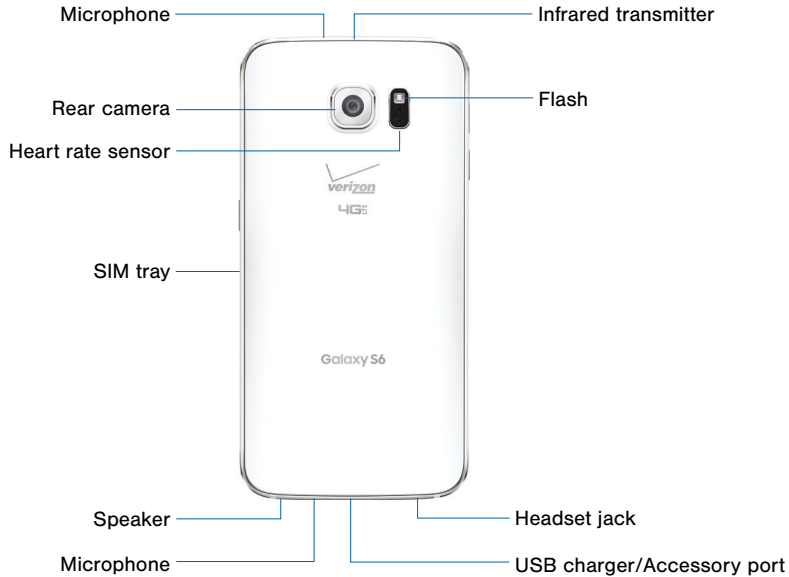 Microphone
Infrared transmitter
Rear camera
Flash
Heart rate sensor
verizon
4G LTE
SIM tray
Galaxy S6
Speaker
Headset jack
Microphone
USB charger/Accessory port